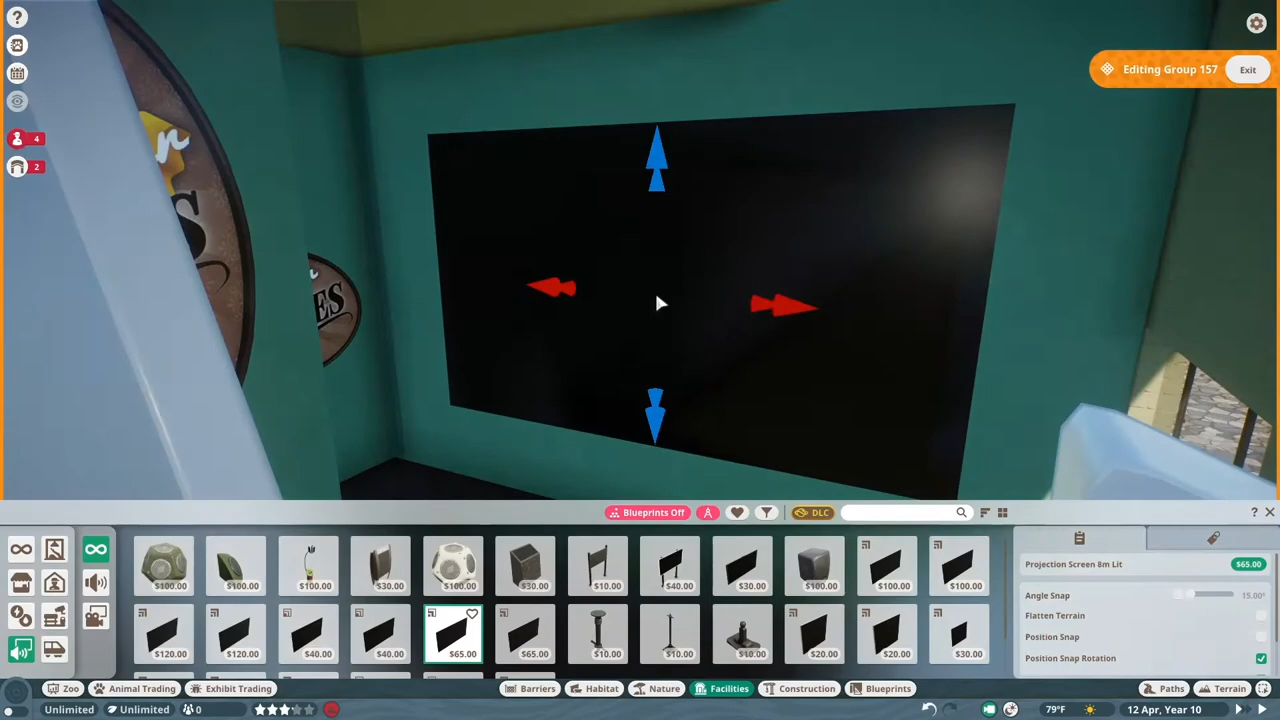 ?
Editing Group 157
Exit
4
2
n
S
n
ES
Blueprints Off
DLC
?
$100.00
$100.00
$100.00
$30.00
$100.00
$30.00
$10.00
$40.00
$30.00
$100.00
$100.00
$100.00
$120.00
$120.00
$40.00
$40.00
$65.00
$65.00
$10.00
$10.00
$10.00
$20.00
$20.00
$30.00
Projection Screen 8m Lit
$65.00
Angle Snap
15.00°
Flatten Terrain
Position Snap
Position Snap Rotation
Zoo
Animal Trading
Exhibit Trading
Barriers
Habitat
Nature
Facilities
Construction
Blueprints
Paths
Terrain
Unlimited
Unlimited
0
79°F
12 Apr, Year 10